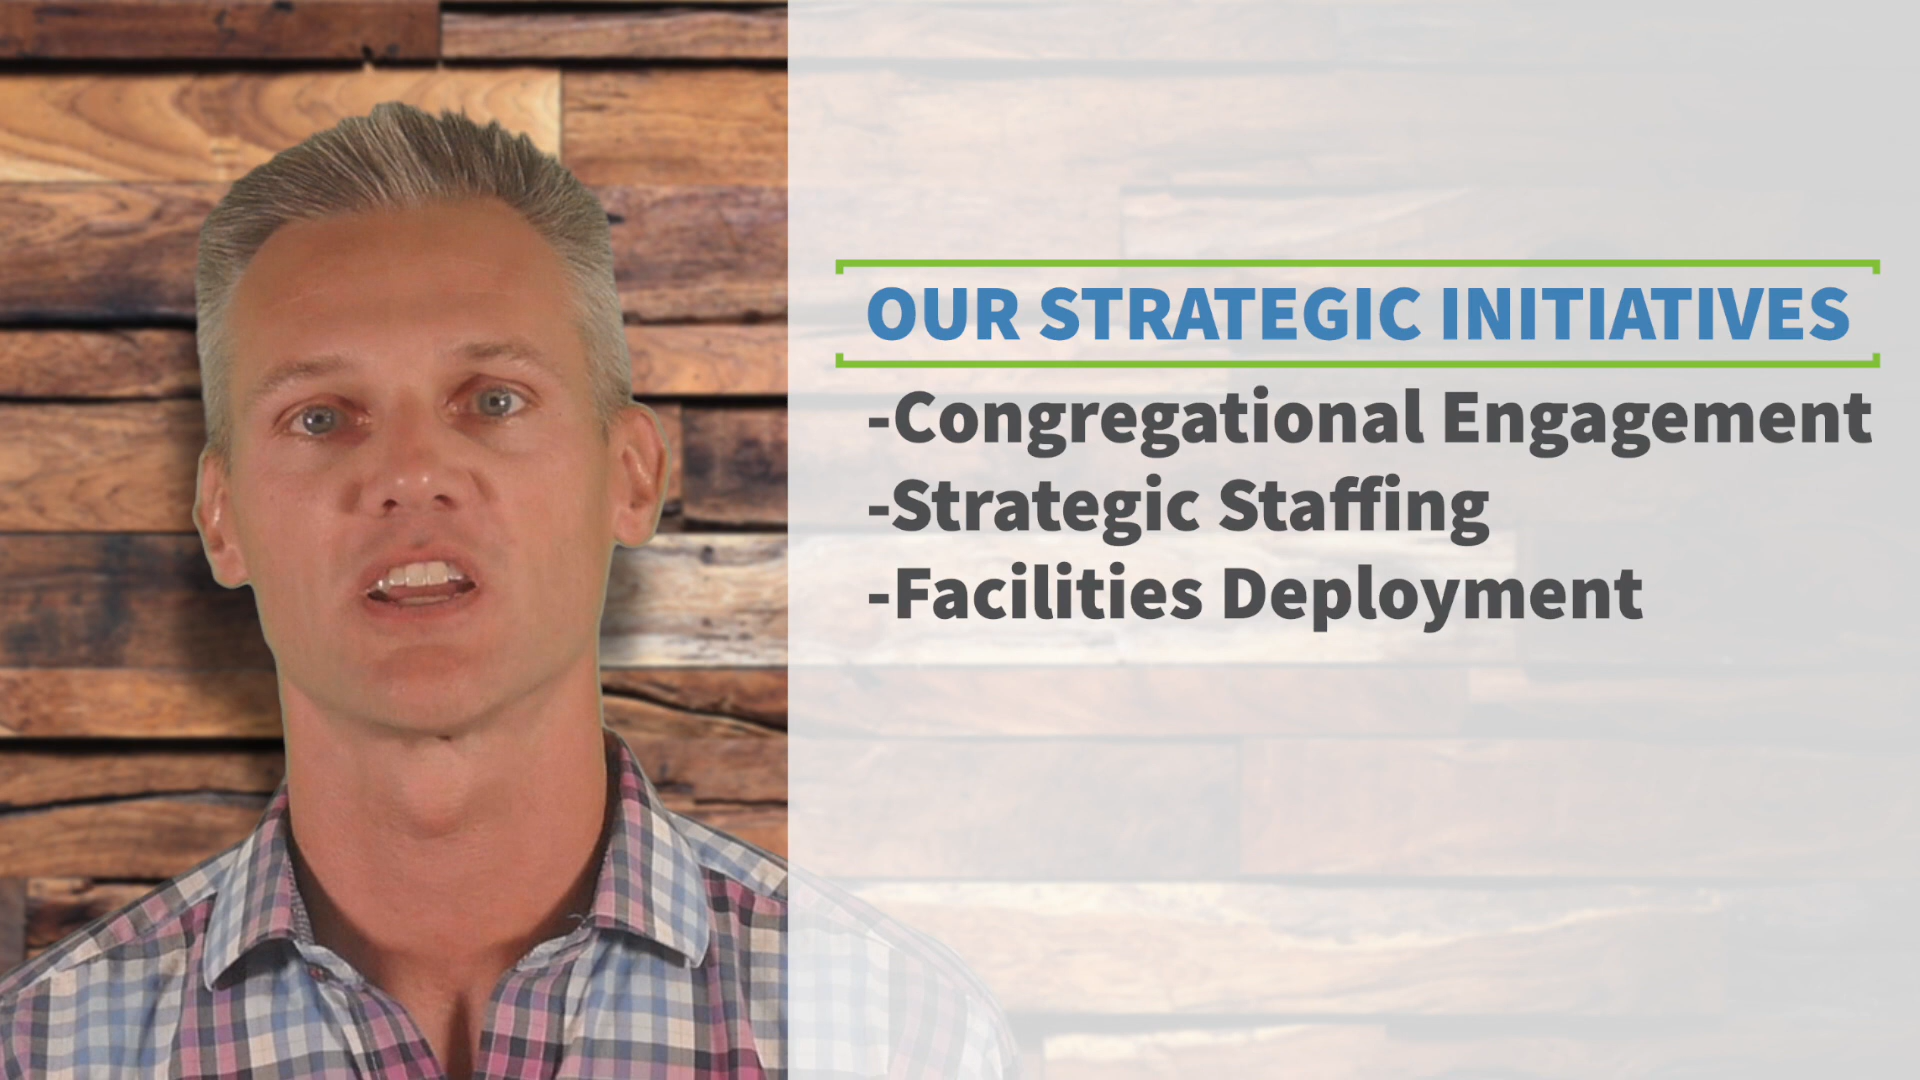 OUR STRATEGIC INITIATIVES
-Congregational Engagement
-Strategic Staffing
-Facilities Deployment